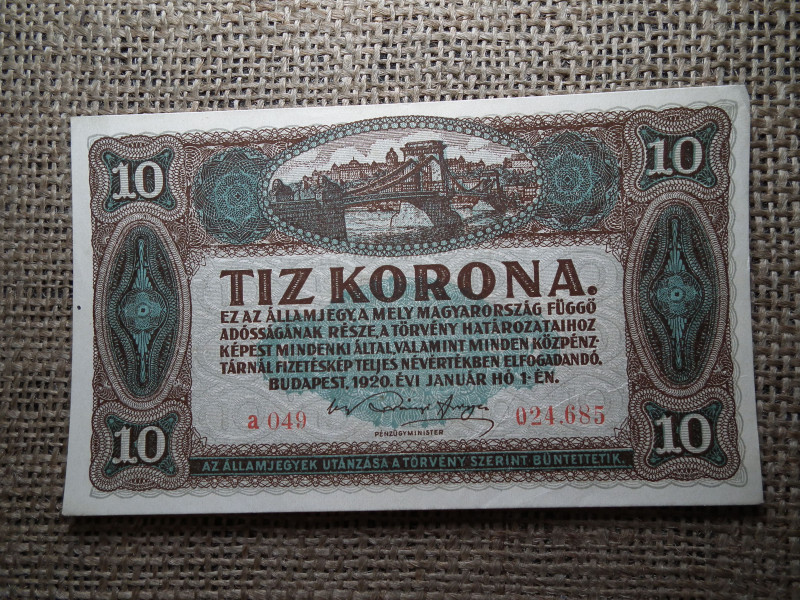 10 10
TIZ KORONA.
EZ AZ ÁLLAMJEGY, A MELY MAGYARORSZÁG FÜGGŐ
ADÓSSÁGÁNAK RÉSZE, A TÖRVÉNY HATÁROZATAIHOZ
KÉPEST MINDENKI ÁLTAL, VALAMINT MINDEN KÖZPÉNZ-
TÁRNÁL FIZETÉSKÉP TELJES NÉVÉRTÉKBEN ELFOGADANDÓ.
BUDAPEST, 1920. ÉVI JANUÁR HÓ 1-ÉN.
a 049 024.685
PÉNZÜGYMINISTER
10 10
AZ ÁLLAMJEGYEK UTÁNZÁSA A TÖRVÉNY SZERINT BÜNTETTETIK.